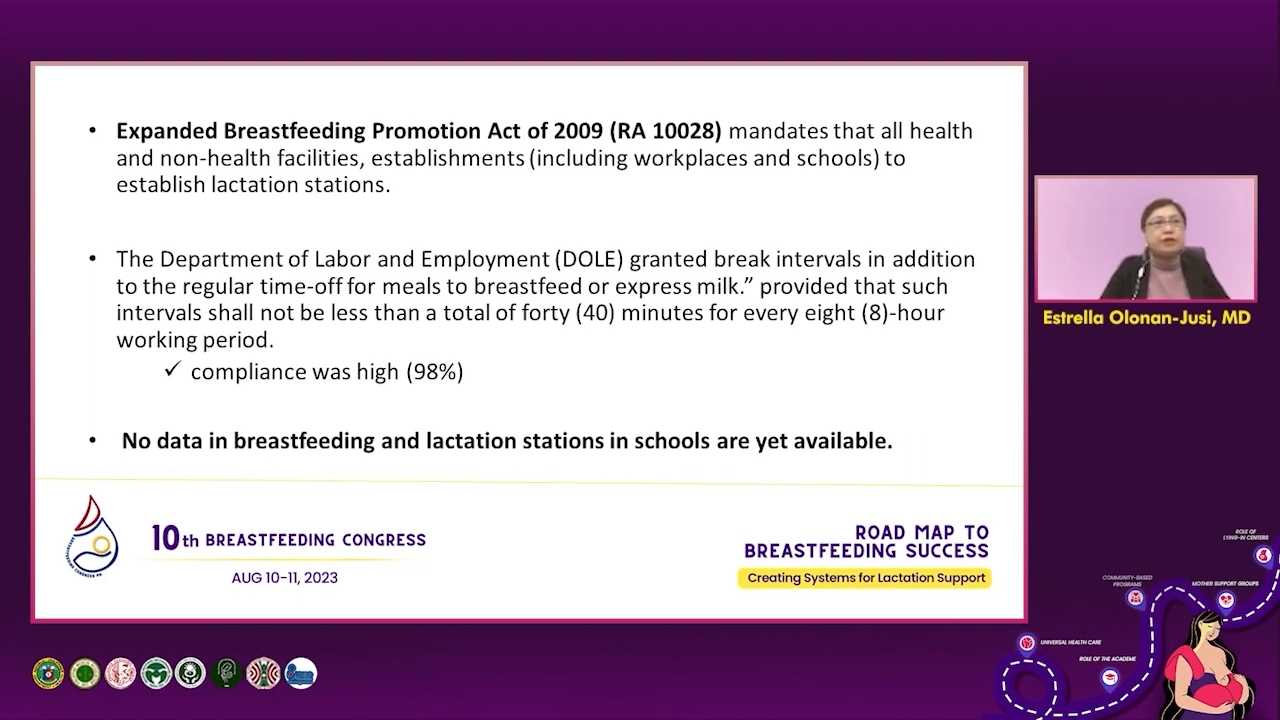 • Expanded Breastfeeding Promotion Act of 2009 (RA 10028) mandates that all health
and non-health facilities, establishments (including workplaces and schools) to
establish lactation stations.
• The Department of Labor and Employment (DOLE) granted break intervals in addition
to the regular time-off for meals to breastfeed or express milk.” provided that such
intervals shall not be less than a total of forty (40) minutes for every eight (8)-hour
working period.
✓ compliance was high (98%)
• No data in breastfeeding and lactation stations in schools are yet available.
10th BREASTFEEDING CONGRESS
AUG 10-11, 2023
ROAD MAP TO
BREASTFEEDING SUCCESS
Creating Systems for Lactation Support
Estrella Olonan-Jusi, MD
ROLE OF
LYING-IN CENTERS
COMMUNITY-BASED
PROGRAMS
MOTHER SUPPORT GROUPS
UNIVERSAL HEALTH CARE
ROLE OF THE ACADEME